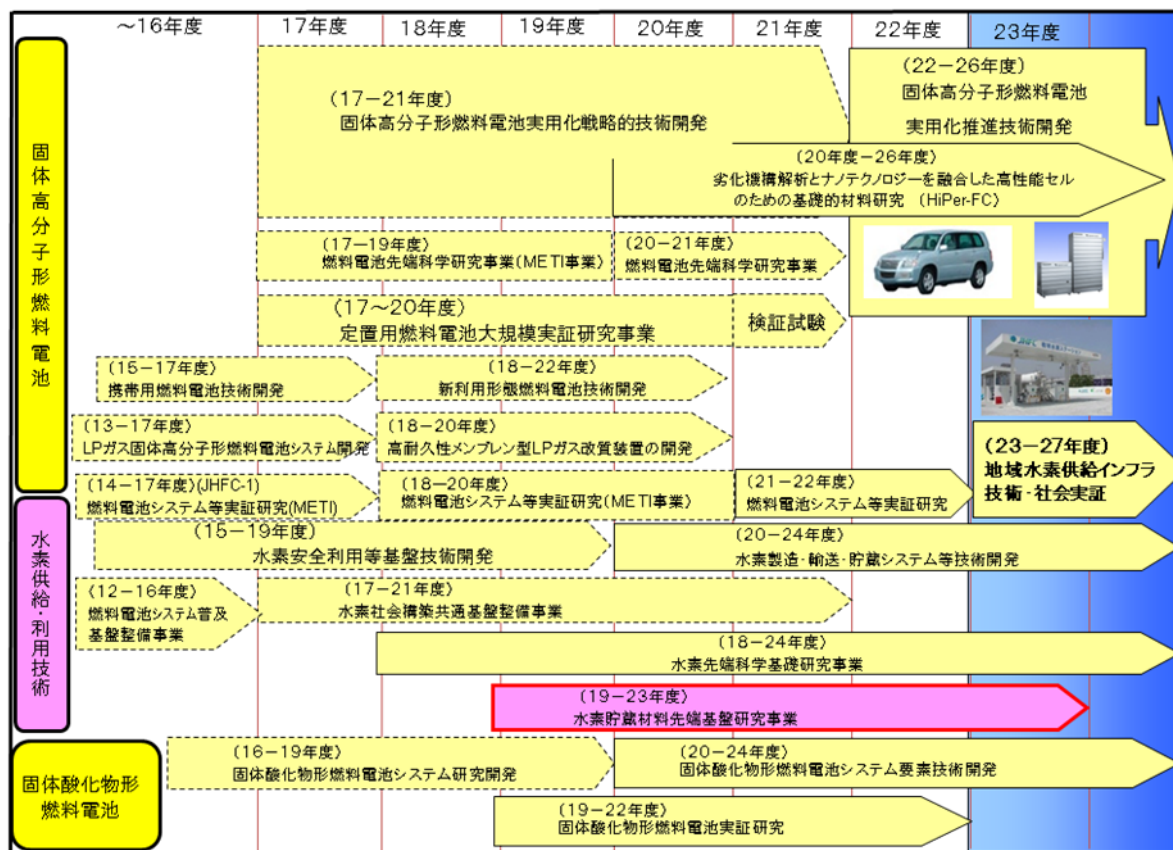 ～16年度
17年度
18年度
19年度
20年度
21年度
22年度
23年度
固体高分子形燃料電池
（17－21年度）
固体高分子形燃料電池実用化戦略的技術開発
（22－26年度）
固体高分子形燃料電池
実用化推進技術開発
（20年度－26年度）
劣化機構解析とナノテクノロジーを融合した高性能セル
のための基礎的材料研究　（HiPer-FC）
（17－19年度）
燃料電池先端科学研究事業（METI事業）
（20－21年度）
燃料電池先端科学研究事業
（17～20年度）
定置用燃料電池大規模実証研究事業
検証試験
（15－17年度）
携帯用燃料電池技術開発
（18－22年度）
新利用形態燃料電池技術開発
（13－17年度）
LPガス固体高分子形燃料電池システム開発
（18－20年度）
高耐久性メンブレン型LPガス改質装置の開発
（14－17年度）（JHFC-1）
燃料電池システム等実証研究（METI）
（18－20年度）
燃料電池システム等実証研究（METI事業）
（21－22年度）
燃料電池システム等実証研究
（23－27年度）
地域水素供給インフラ
技術・社会実証
水素供給・利用技術
（15－19年度）
水素安全利用等基盤技術開発
（20－24年度）
水素製造・輸送・貯蔵システム等技術開発
（12－16年度）
燃料電池システム普及
基盤整備事業
（17－21年度）
水素社会構築共通基盤整備事業
（18－24年度）
水素先端科学基礎研究事業
（19－23年度）
水素貯蔵材料先端基盤研究事業
固体酸化物形
燃料電池
（16－19年度）
固体酸化物形燃料電池システム研究開発
（20－24年度）
固体酸化物形燃料電池システム要素技術開発
（19－22年度）
固体酸化物形燃料電池実証研究